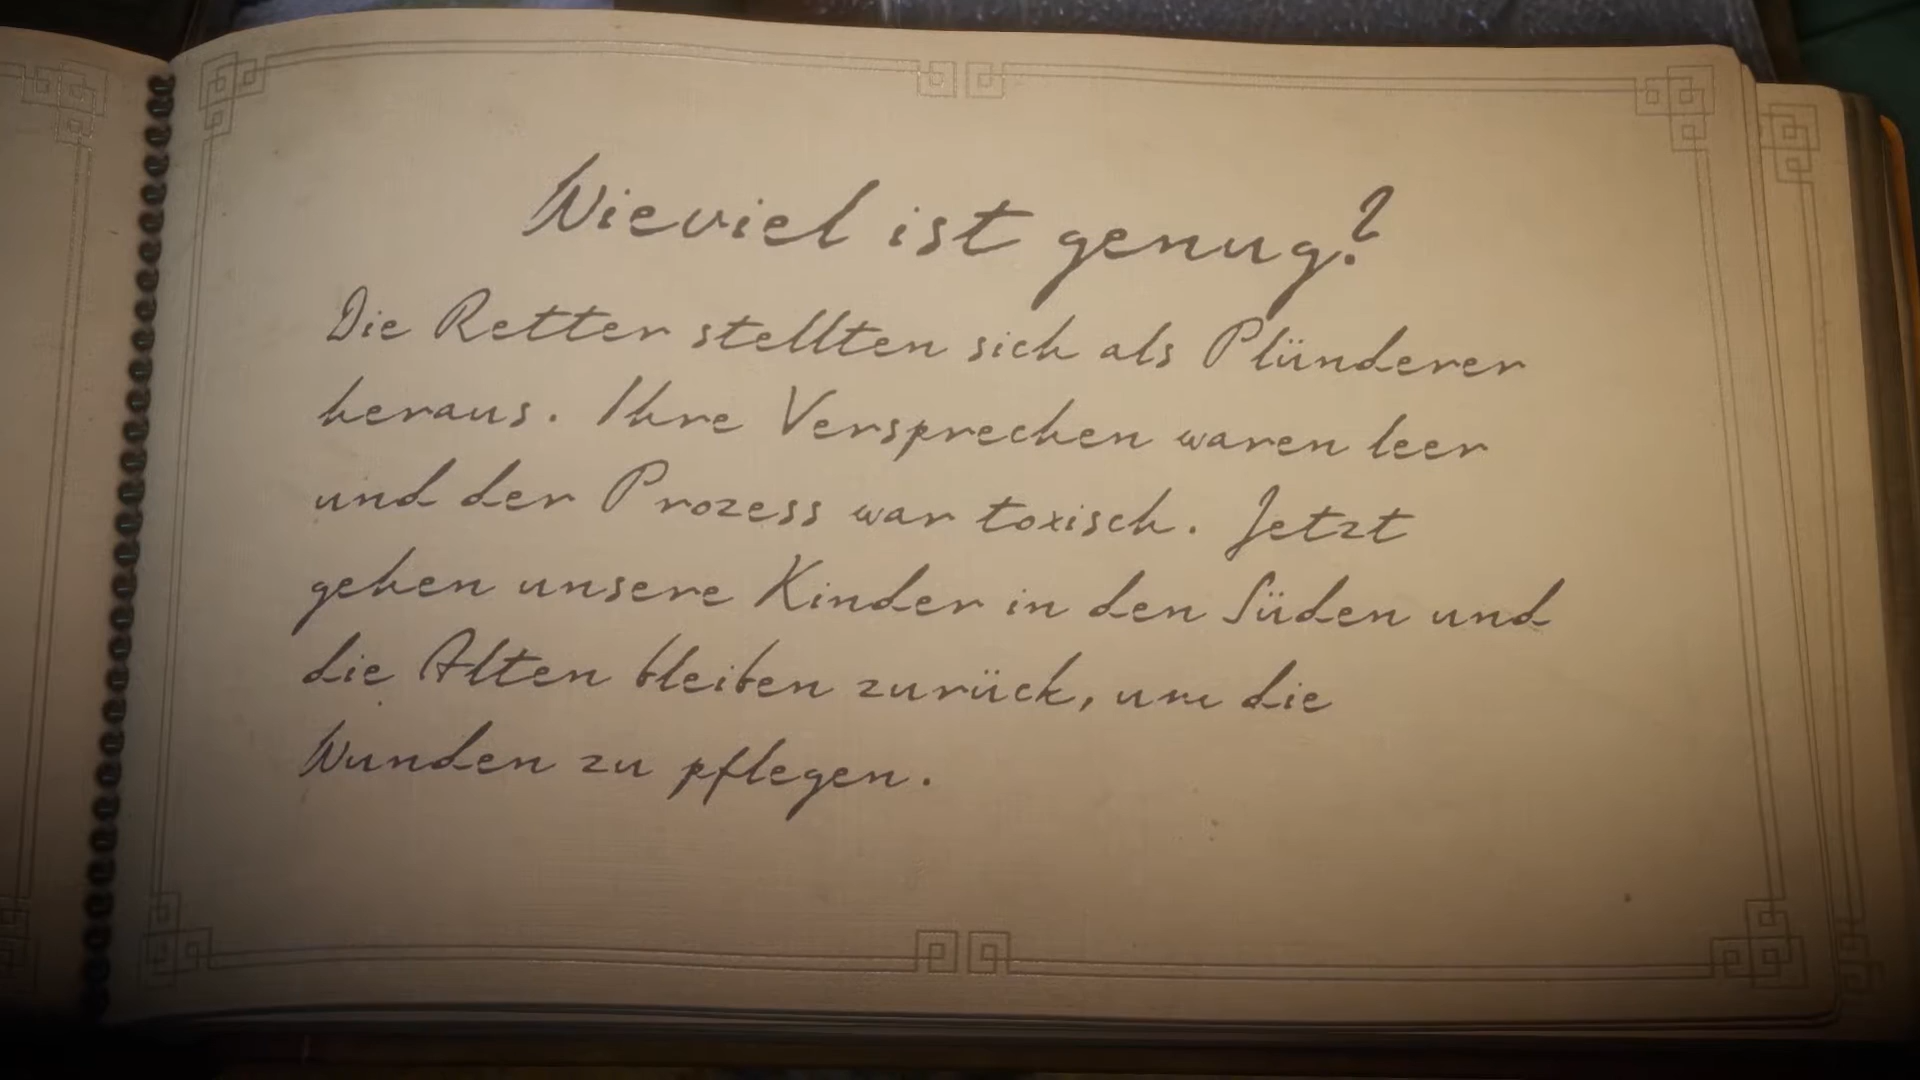 Wieviel ist genug?
Die Retter stellten sich als Plünderer
heraus. Ihre Versprechen waren leer
und der Prozess war toxisch. Jetzt
gehen unsere Kinder in den Süden und
die Alten bleiben zurück, um die
Wunden zu pflegen.